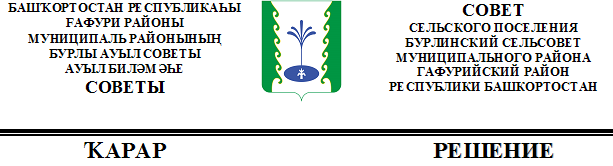 БАШҠОРТОСТАН РЕСПУБЛИКАҺЫ
ҒАФУРИ РАЙОНЫ
МУНИЦИПАЛЬ РАЙОНЫНЫҢ
БУРЛЫ АУЫЛ СОВЕТЫ
АУЫЛ БИЛӘМӘҺЕ
СОВЕТЫ
СОВЕТ
СЕЛЬСКОГО ПОСЕЛЕНИЯ
БУРЛИНСКИЙ СЕЛЬСОВЕТ
МУНИЦИПАЛЬНОГО РАЙОНА
ГАФУРИЙСКИЙ РАЙОН
РЕСПУБЛИКИ БАШКОРТОСТАН
ҠАРАР
РЕШЕНИЕ